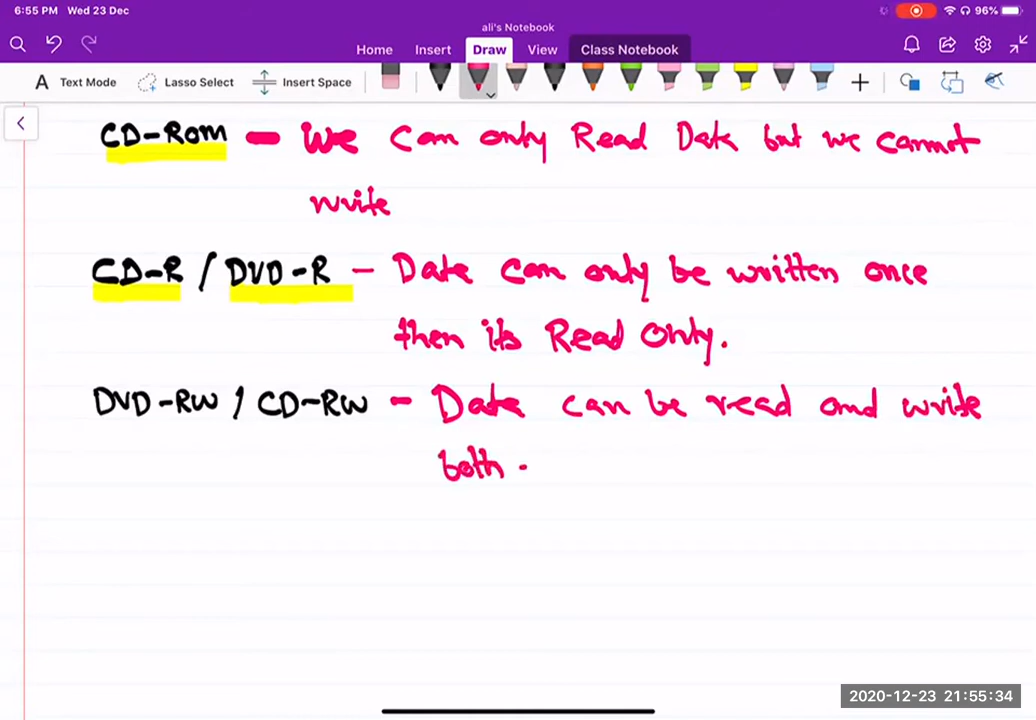 6:55 PM Wed 23 Dec
96%
ali's Notebook
Home Insert Draw View Class Notebook
Text Mode Lasso Select Insert Space
CD-Rom - We can only Read Data but we cannot
write
CD-R / DVD-R - Data can only be written once
then its Read Only.
DVD-RW / CD-RW - Data can be read and write
both.
2020-12-23 21:55:34